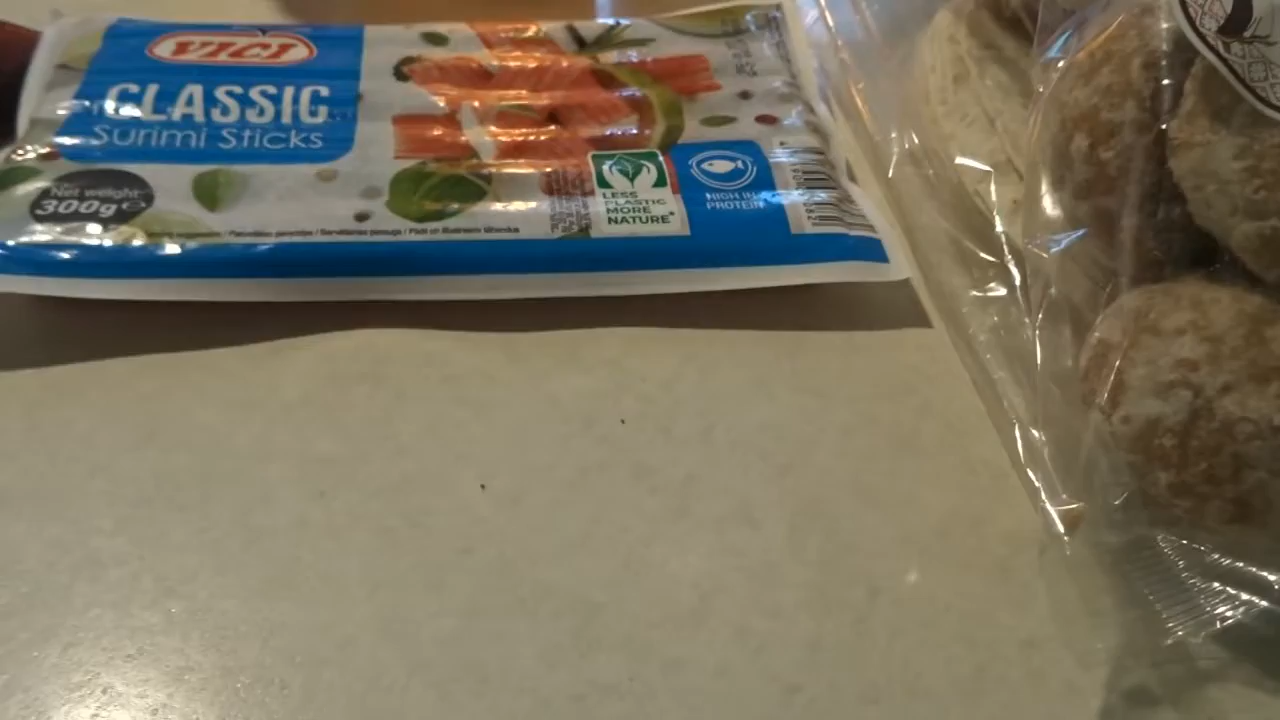 VICI
CLASSIC
Surimi Sticks
Net weight
300g℮
LESS
PLASTIC
MORE
NATURE*
HIGH IN
PROTEIN